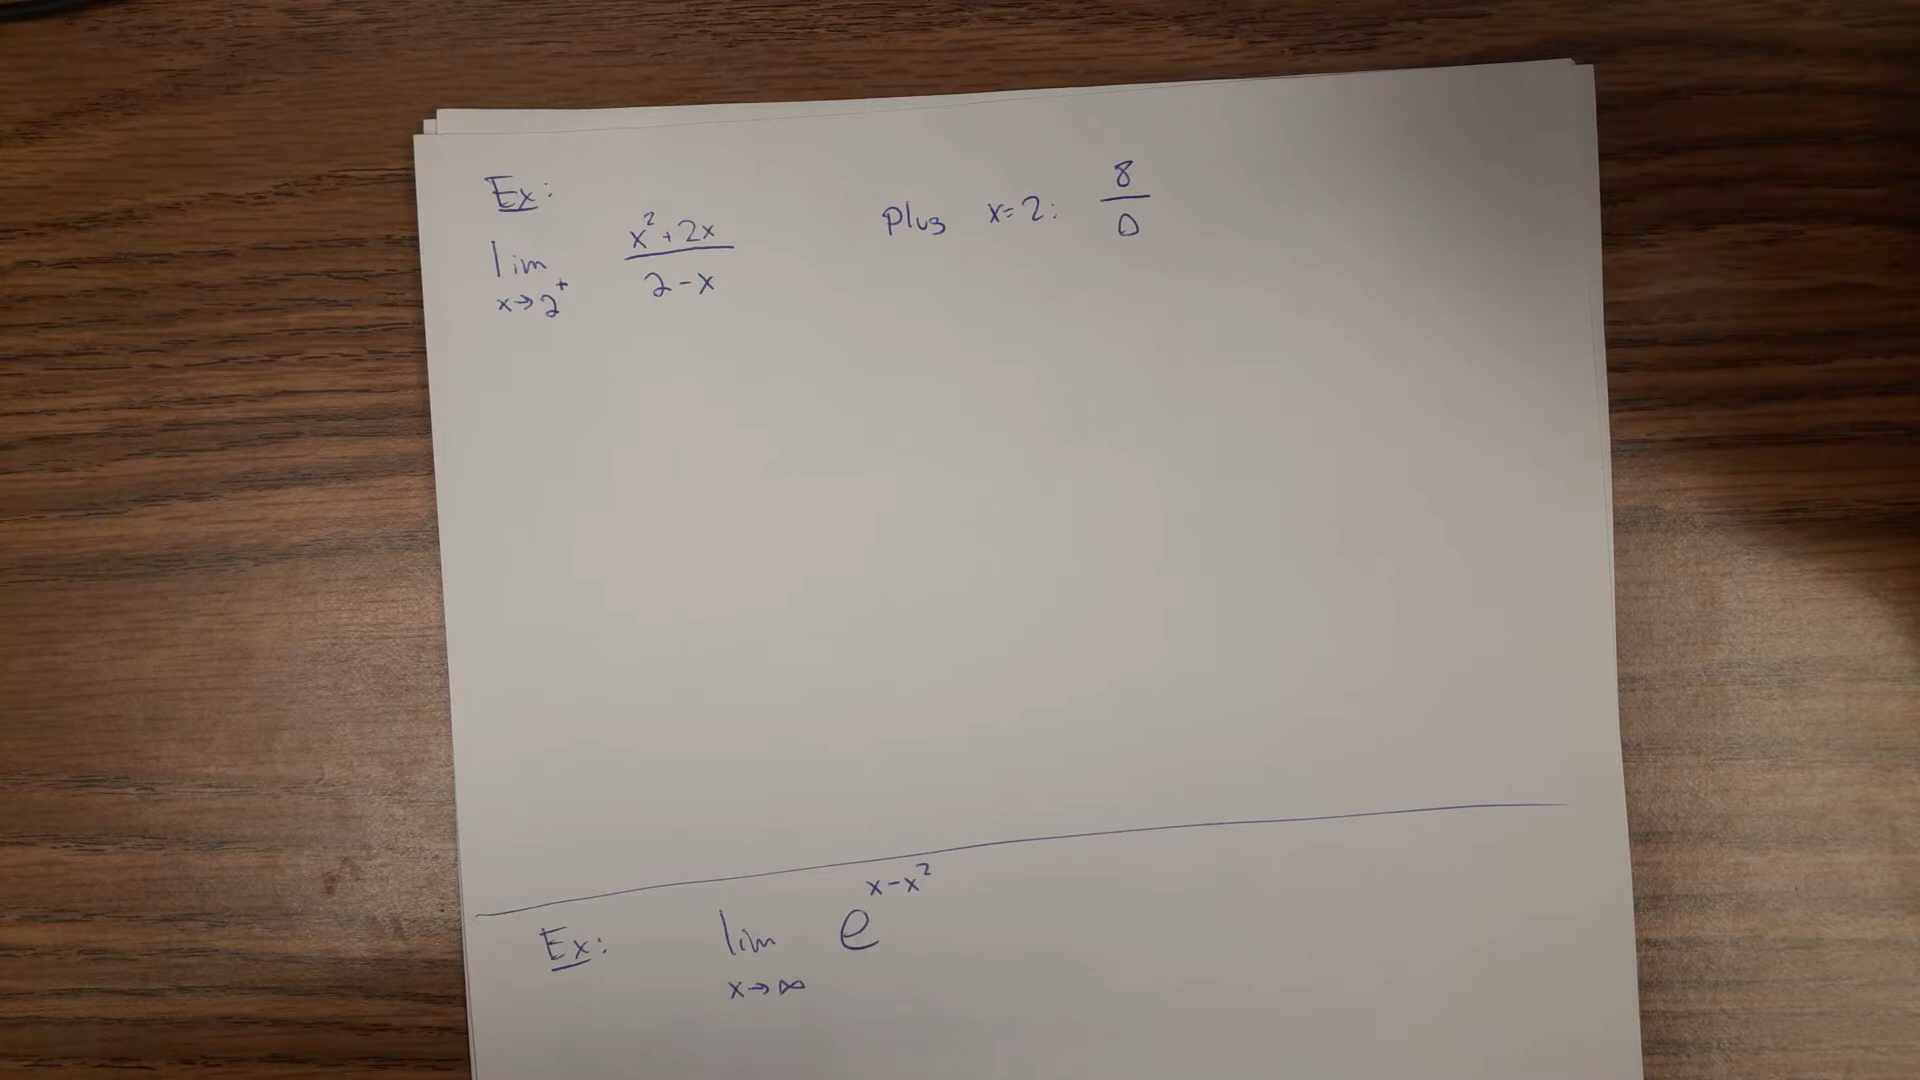 Ex:
lim x→2⁺ (x²+2x)/(2-x)
Plug x=2: 8/0
Ex: lim x→∞ e^(x-x²)